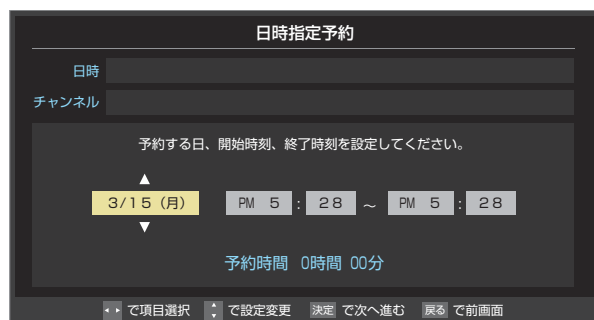 日時指定予約
日時
チャンネル
予約する日、開始時刻、終了時刻を設定してください。
3/15（月） PM 5 : 28 ～ PM 5 : 28
予約時間 0時間 00分
で項目選択 で設定変更 決定 で次へ進む 戻る で前画面